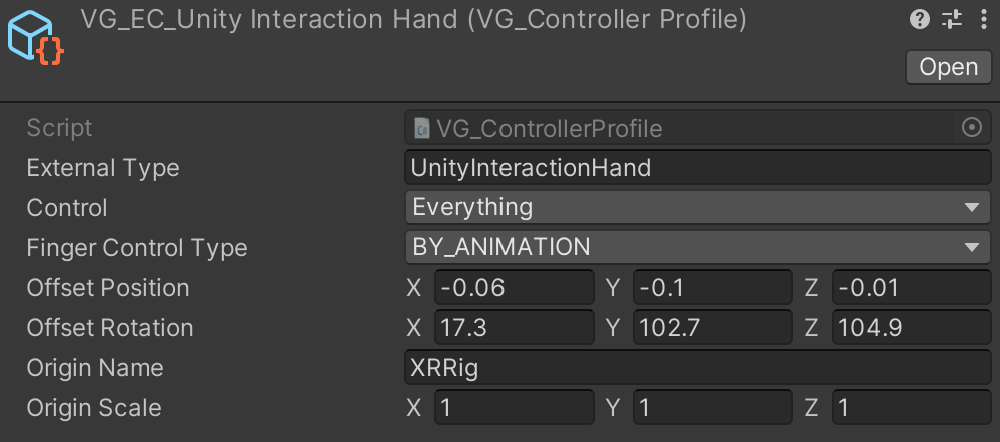 VG_EC_Unity Interaction Hand (VG_Controller Profile)
Open
Script VG_ControllerProfile
External Type UnityInteractionHand
Control Everything
Finger Control Type BY_ANIMATION
Offset Position X -0.06 Y -0.1 Z -0.01
Offset Rotation X 17.3 Y 102.7 Z 104.9
Origin Name XRRig
Origin Scale X 1 Y 1 Z 1